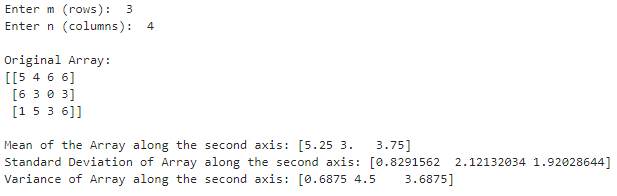 Enter m (rows):  3
Enter n (columns):  4
Original Array:
[[5 4 6 6]
 [6 3 0 3]
 [1 5 3 6]]
Mean of the Array along the second axis: [5.25 3.   3.75]
Standard Deviation of Array along the second axis: [0.8291562  2.12132034 1.92028644]
Variance of Array along the second axis: [0.6875 4.5    3.6875]